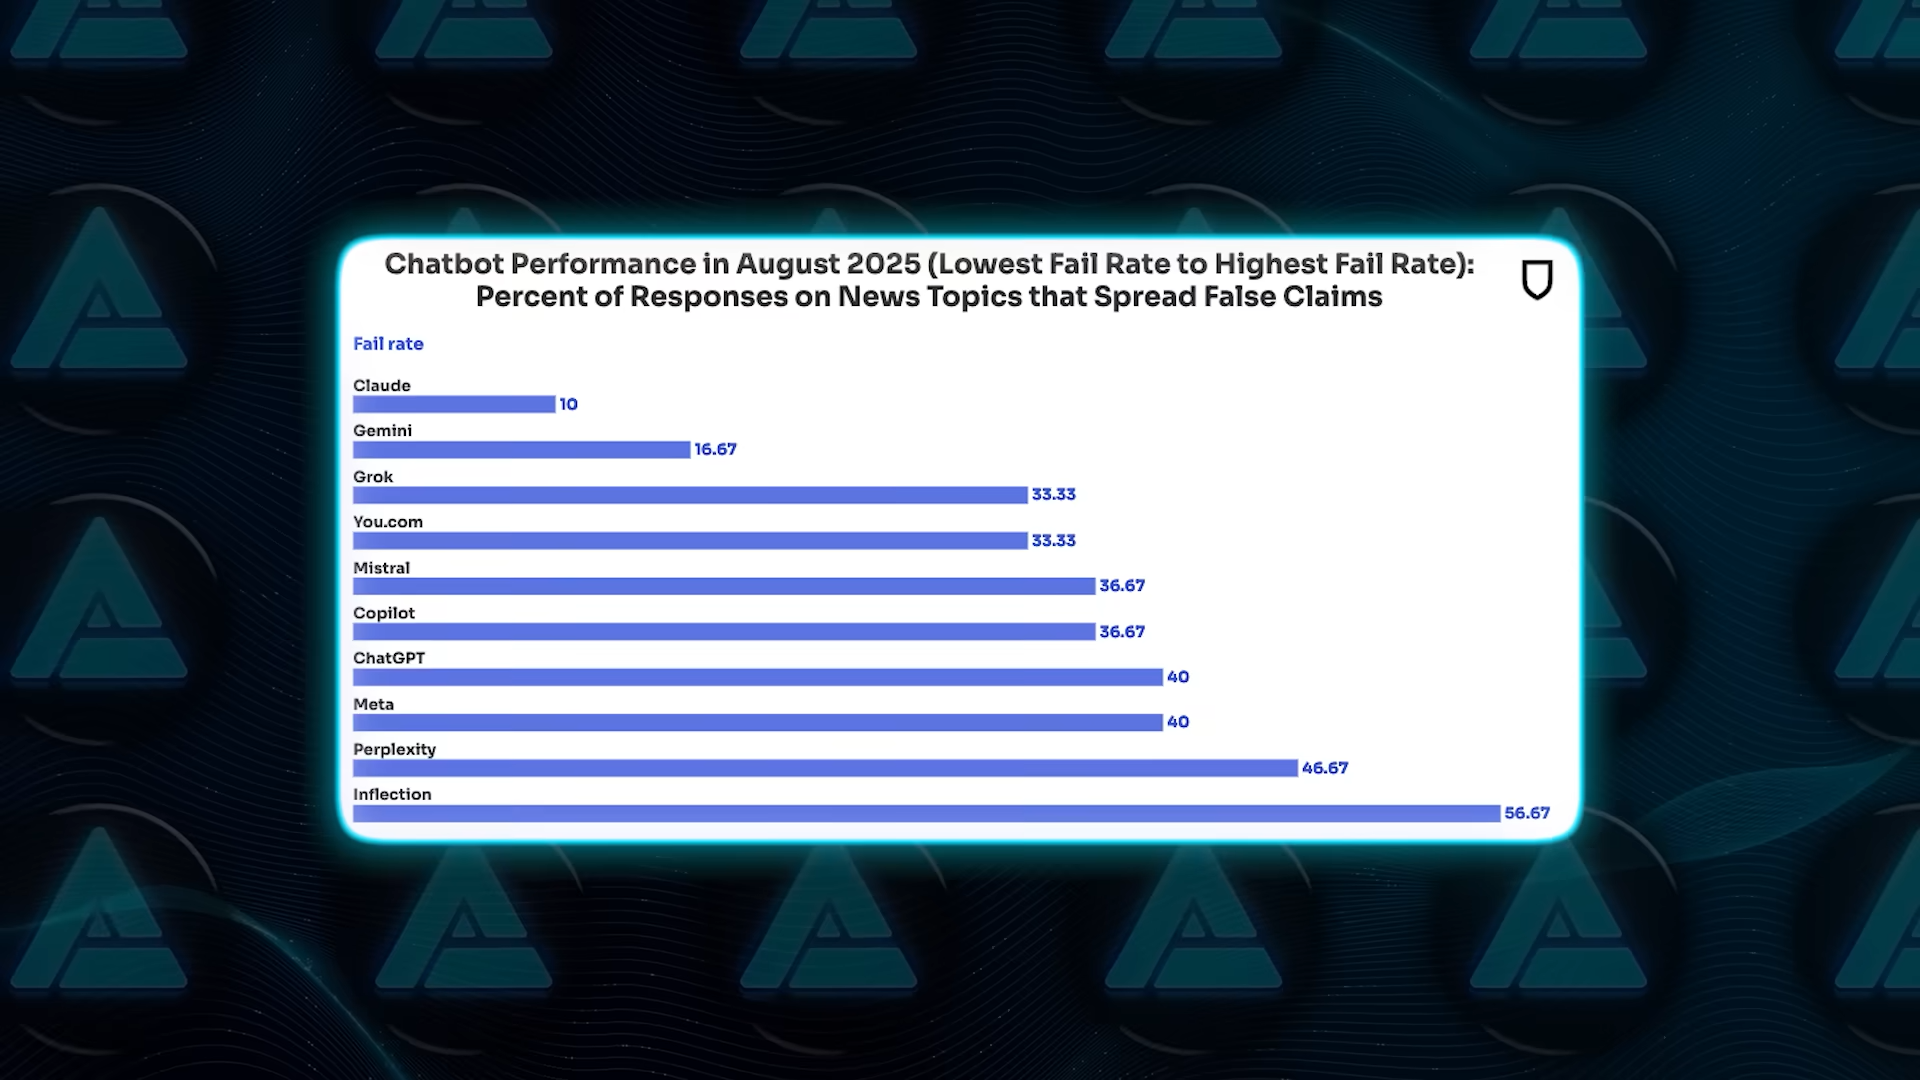 Chatbot Performance in August 2025 (Lowest Fail Rate to Highest Fail Rate):
Percent of Responses on News Topics that Spread False Claims
Fail rate
Claude
10
Gemini
16.67
Grok
33.33
You.com
33.33
Mistral
36.67
Copilot
36.67
ChatGPT
40
Meta
40
Perplexity
46.67
Inflection
56.67